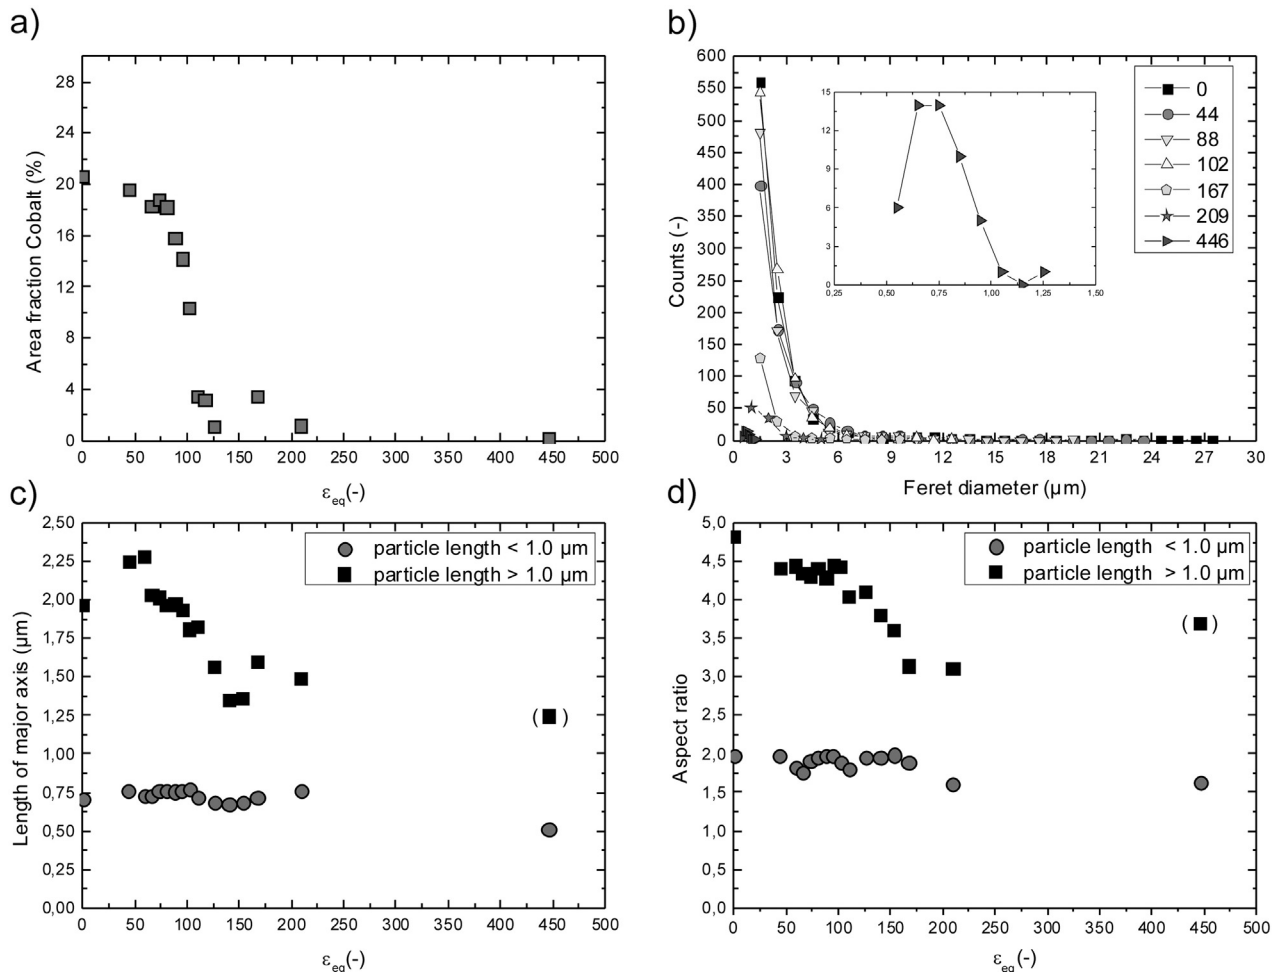 a)
28
24
20
16
12
8
4
0
Area fraction Cobalt (%)
0 50 100 150 200 250 300 350 400 450 500
εeq(-)
b)
600
550
500
450
400
350
300
250
200
150
100
50
0
Counts (-)
0 3 6 9 12 15 18 21 24 27 30
Feret diameter (µm)
15
12
9
6
3
0
0,25 0,50 0,75 1,00 1,25 1,50
0
44
88
102
167
209
446
c)
2,50
2,25
2,00
1,75
1,50
1,25
1,00
0,75
0,50
0,25
0,00
Length of major axis (µm)
particle length < 1.0 µm
particle length > 1.0 µm
( )
0 50 100 150 200 250 300 350 400 450 500
εeq(-)
d)
5,0
4,5
4,0
3,5
3,0
2,5
2,0
1,5
1,0
0,5
0,0
Aspect ratio
particle length < 1.0 µm
particle length > 1.0 µm
( )
0 50 100 150 200 250 300 350 400 450 500
εeq(-)